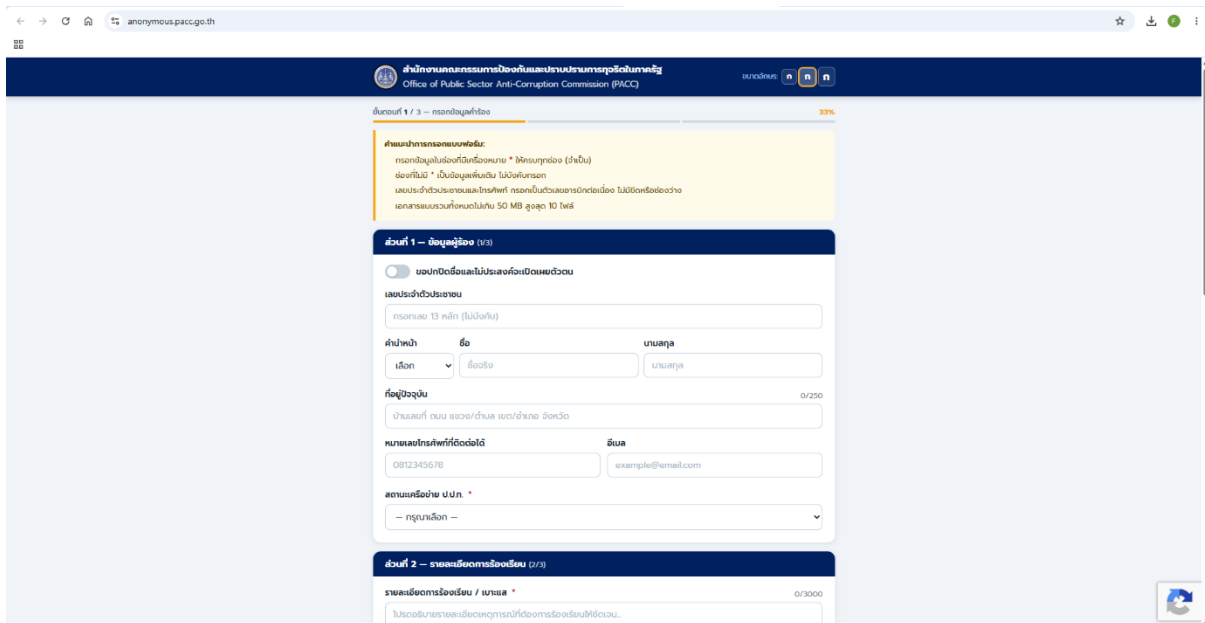 anonymous.pacc.go.th
สำนักงานคณะกรรมการป้องกันและปราบปรามการทุจริตในภาครัฐ
Office of Public Sector Anti-Corruption Commission (PACC)
ขนาดอักษร: ก ก ก
ขั้นตอนที่ 1 / 3 — กรอกข้อมูลคำร้อง 33%
คำแนะนำการกรอกแบบฟอร์ม:
กรอกข้อมูลในช่องที่มีเครื่องหมาย * ให้ครบทุกช่อง (จำเป็น)
ช่องที่ไม่มี * เป็นข้อมูลเพิ่มเติม ไม่บังคับกรอก
เลขประจำตัวประชาชนและโทรศัพท์ กรอกเป็นตัวเลขอารบิกต่อเนื่อง ไม่มีขีดหรือช่องว่าง
เอกสารแนบรวมทั้งหมดไม่เกิน 50 MB สูงสุด 10 ไฟล์
ส่วนที่ 1 — ข้อมูลผู้ร้อง (1/3)
ขอปกปิดชื่อและไม่ประสงค์จะเปิดเผยตัวตน
เลขประจำตัวประชาชน
กรอกเลข 13 หลัก (ไม่บังคับ)
คำนำหน้า ชื่อ นามสกุล
เลือก ชื่อจริง นามสกุล
ที่อยู่ปัจจุบัน 0/250
บ้านเลขที่ ถนน แขวง/ตำบล เขต/อำเภอ จังหวัด
หมายเลขโทรศัพท์ที่ติดต่อได้ อีเมล
0812345678 example@email.com
สถานะเครือข่าย ป.ป.ท. *
— กรุณาเลือก —
ส่วนที่ 2 — รายละเอียดการร้องเรียน (2/3)
รายละเอียดการร้องเรียน / เบาะแส * 0/3000
โปรดอธิบายรายละเอียดเหตุการณ์ที่ต้องการร้องเรียนให้ชัดเจน...